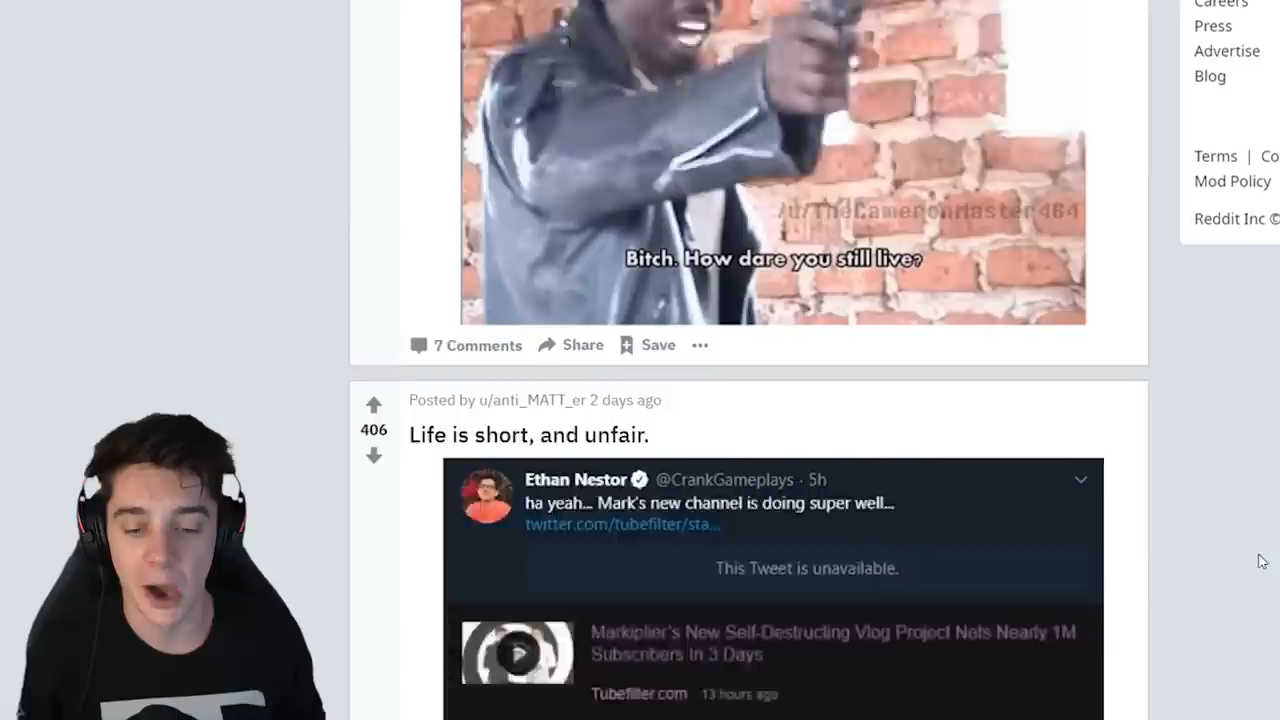 Careers
Press
Advertise
Blog
Terms | Co
Mod Policy
Reddit Inc ©
/u/TheCameronMaster464
Bitch. How dare you still live?
7 Comments Share Save
Posted by u/anti_MATT_er 2 days ago
406
Life is short, and unfair.
Ethan Nestor @CrankGameplays · 5h
ha yeah... Mark's new channel is doing super well...
twitter.com/tubefilter/sta...
This Tweet is unavailable.
Markiplier's New Self-Destructing Vlog Project Nets Nearly 1M
Subscribers In 3 Days
Tubefilter.com 13 hours ago